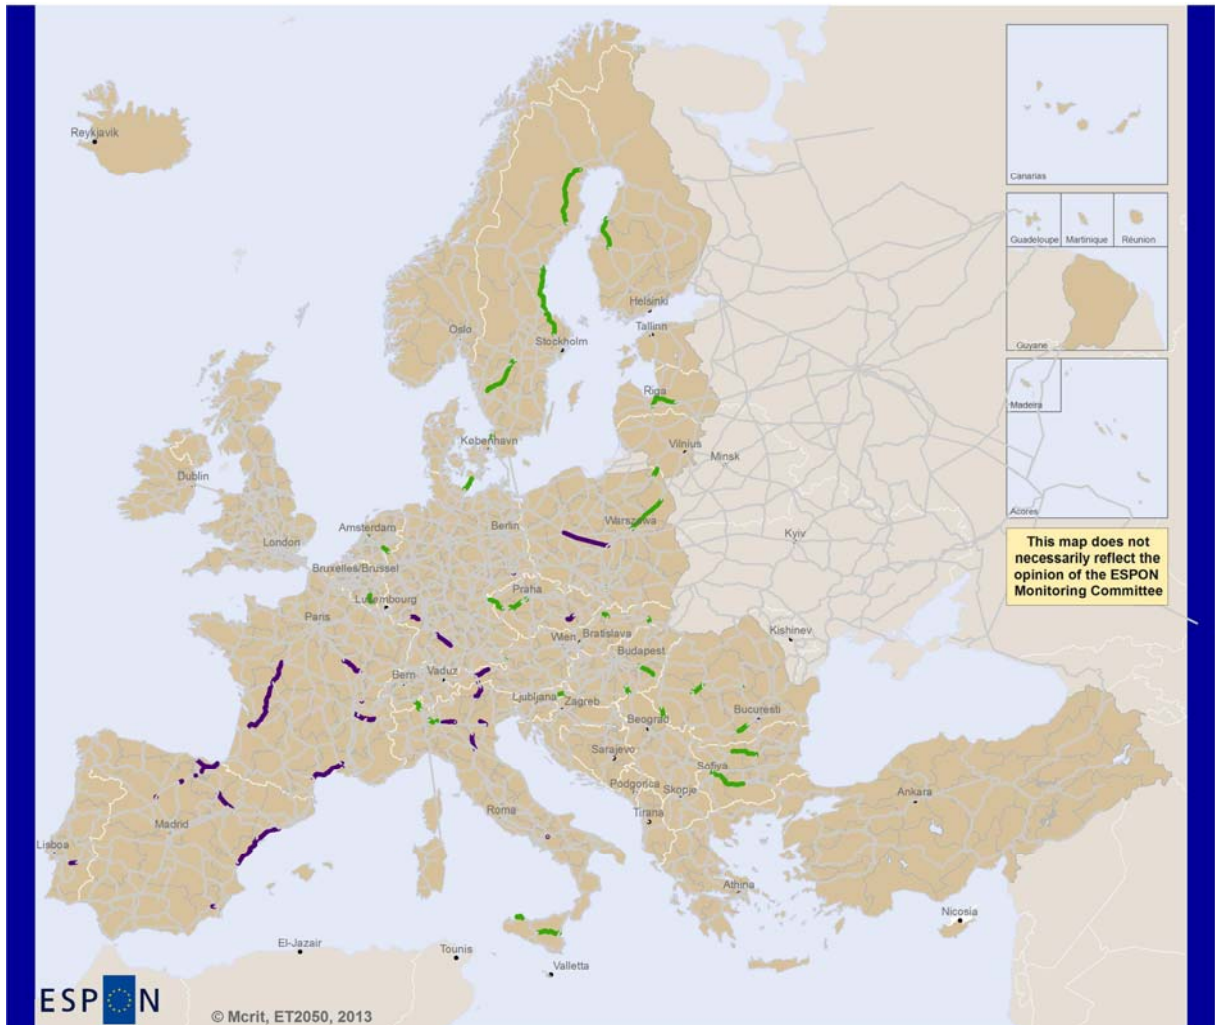 Reykjavik
Canarias
Guadeloupe
Martinique
Réunion
Guyane
Madeira
Acores
This map does not
necessarily reflect the
opinion of the ESPON
Monitoring Committee
Helsinki
Tallinn
Oslo
Stockholm
Riga
København
Vilnius
Minsk
Dublin
Amsterdam
Berlin
Warszawa
London
Kyiv
Bruxelles/Brussel
Praha
Luxembourg
Paris
Wien
Bratislava
Kishinev
Budapest
Bern
Vaduz
Ljubljana
Zagreb
Bucuresti
Beograd
Sarajevo
Sofiya
Podgorica
Skopje
Ankara
Roma
Tirana
Madrid
Lisboa
Athina
Nicosia
El-Jazair
Tounis
Valletta
ESPON
© Mcrit, ET2050, 2013